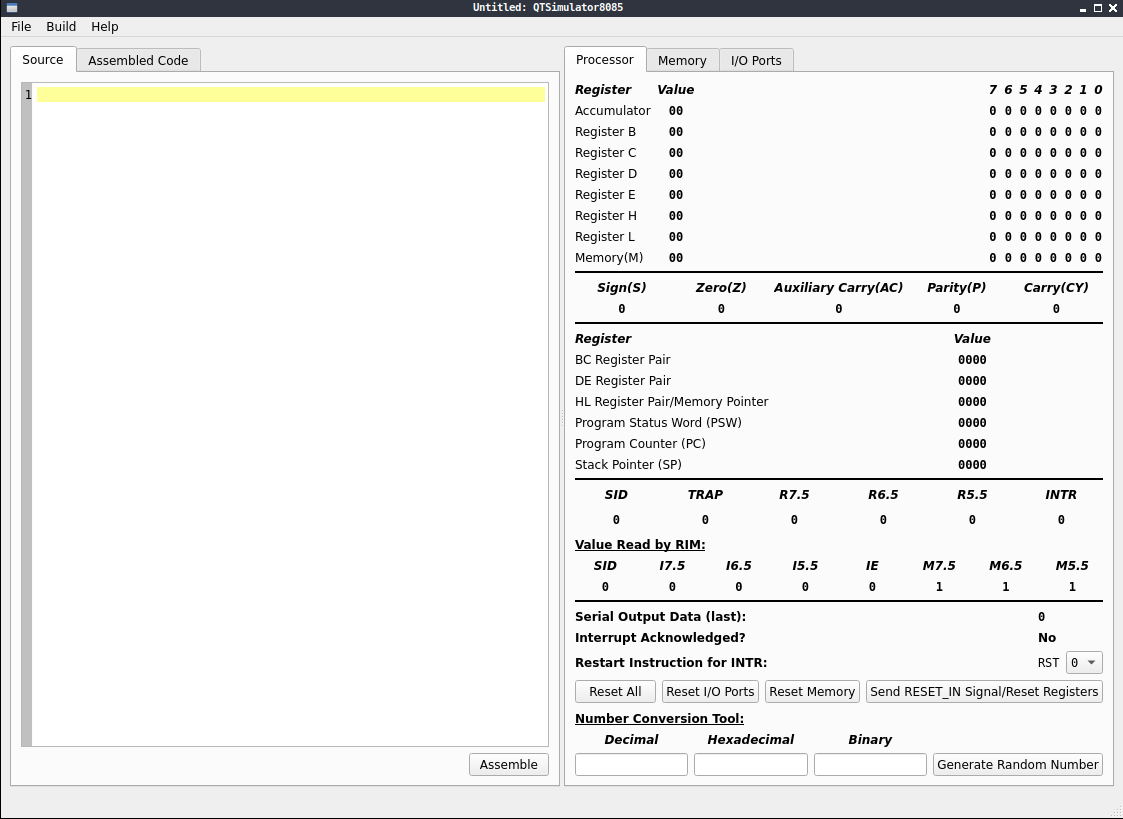 Untitled: QTSimulator8085
File Build Help
Source Assembled Code
1
Assemble
Processor Memory I/O Ports
Register Value 7 6 5 4 3 2 1 0
Accumulator 00 0 0 0 0 0 0 0 0
Register B 00 0 0 0 0 0 0 0 0
Register C 00 0 0 0 0 0 0 0 0
Register D 00 0 0 0 0 0 0 0 0
Register E 00 0 0 0 0 0 0 0 0
Register H 00 0 0 0 0 0 0 0 0
Register L 00 0 0 0 0 0 0 0 0
Memory(M) 00 0 0 0 0 0 0 0 0
Sign(S) Zero(Z) Auxiliary Carry(AC) Parity(P) Carry(CY)
0 0 0 0 0
Register Value
BC Register Pair 0000
DE Register Pair 0000
HL Register Pair/Memory Pointer 0000
Program Status Word (PSW) 0000
Program Counter (PC) 0000
Stack Pointer (SP) 0000
SID TRAP R7.5 R6.5 R5.5 INTR
0 0 0 0 0 0
Value Read by RIM:
SID I7.5 I6.5 I5.5 IE M7.5 M6.5 M5.5
0 0 0 0 0 1 1 1
Serial Output Data (last): 0
Interrupt Acknowledged? No
Restart Instruction for INTR: RST 0
Reset All Reset I/O Ports Reset Memory Send RESET_IN Signal/Reset Registers
Number Conversion Tool:
Decimal Hexadecimal Binary
Generate Random Number